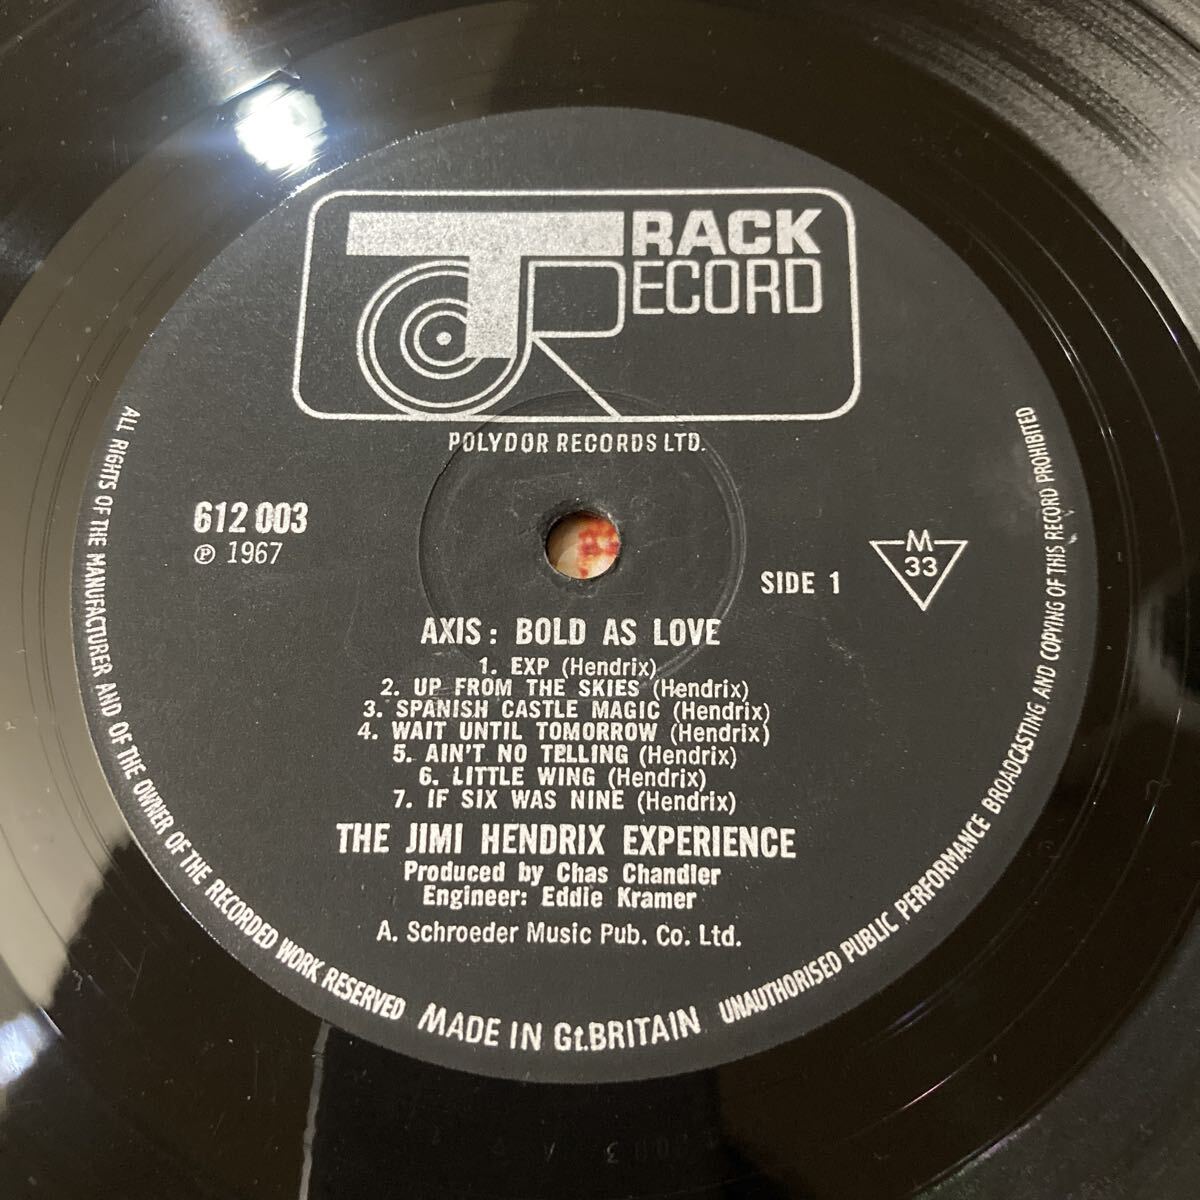 TRACK
RECORD
POLYDOR RECORDS LTD.
612 003
℗ 1967
SIDE 1
M
33
AXIS: BOLD AS LOVE
1. EXP (Hendrix)
2. UP FROM THE SKIES (Hendrix)
3. SPANISH CASTLE MAGIC (Hendrix)
4. WAIT UNTIL TOMORROW (Hendrix)
5. AIN'T NO TELLING (Hendrix)
6. LITTLE WING (Hendrix)
7. IF SIX WAS NINE (Hendrix)
THE JIMI HENDRIX EXPERIENCE
Produced by Chas Chandler
Engineer: Eddie Kramer
A. Schroeder Music Pub. Co. Ltd.
ALL RIGHTS OF THE MANUFACTURER AND OF THE OWNER OF THE RECORDED WORK RESERVED
MADE IN Gt.BRITAIN
UNAUTHORISED PUBLIC PERFORMANCE BROADCASTING AND COPYING OF THIS RECORD PROHIBITED